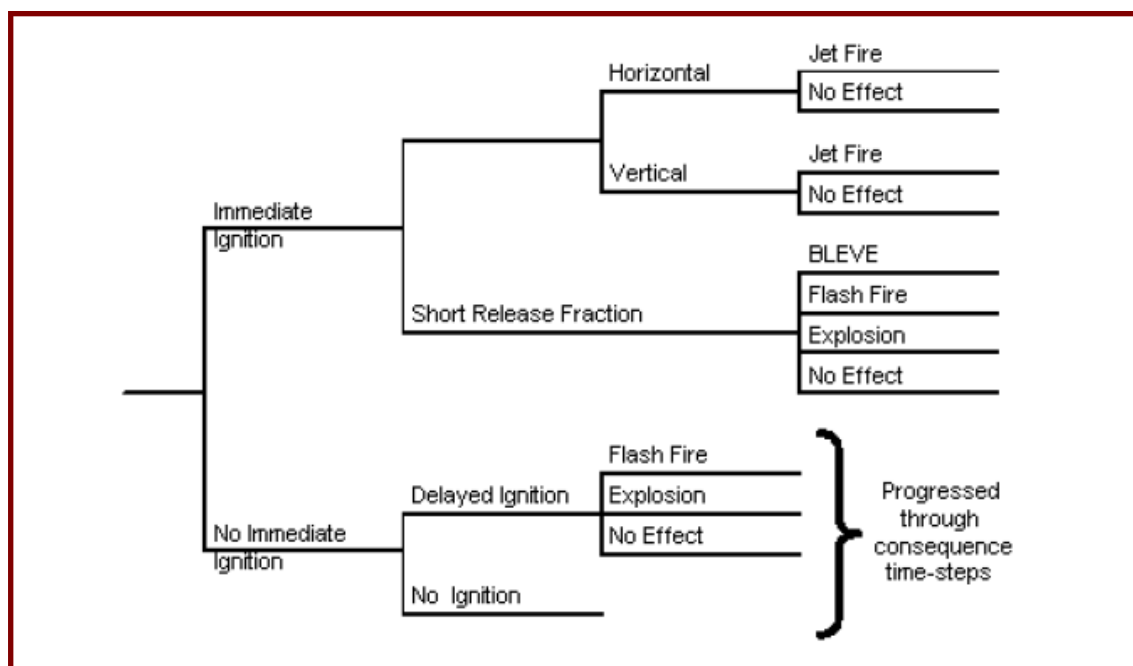 Jet Fire
Horizontal
No Effect
Jet Fire
Vertical
No Effect
Immediate
Ignition
BLEVE
Flash Fire
Short Release Fraction
Explosion
No Effect
Flash Fire
Delayed Ignition
Explosion
No Effect
No Immediate
Ignition
No Ignition
Progressed
through
consequence
time-steps